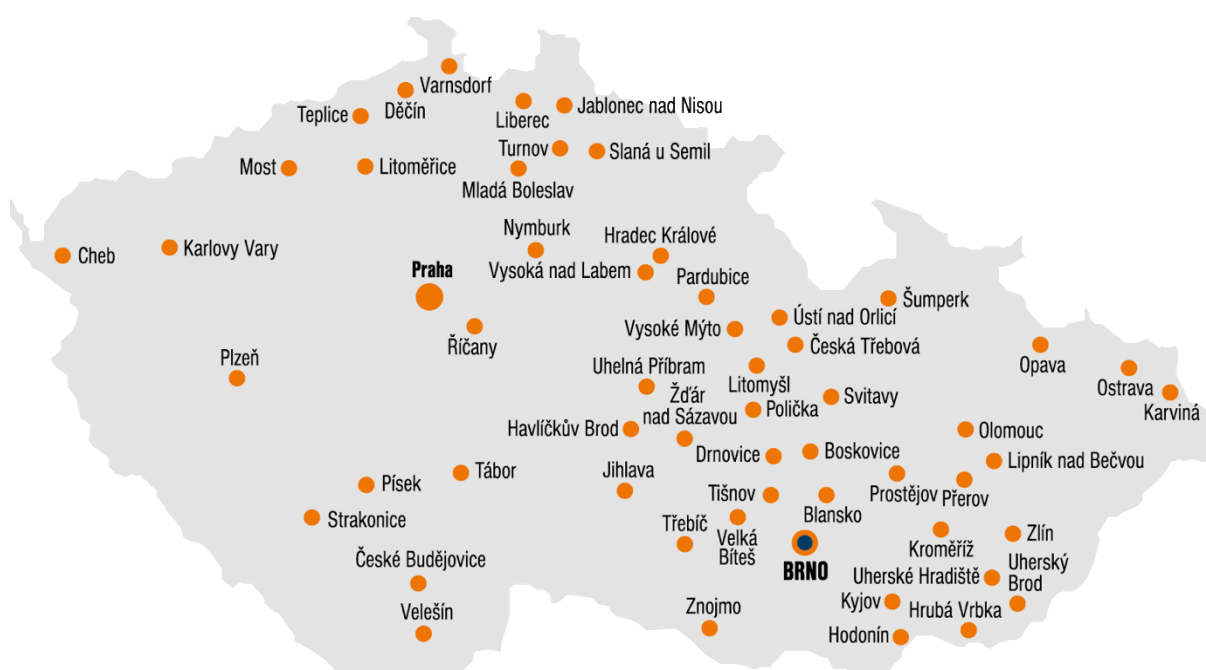 Varnsdorf
Děčín
Teplice
Liberec
Jablonec nad Nisou
Turnov
Slaná u Semil
Most
Litoměřice
Mladá Boleslav
Nymburk
Hradec Králové
Cheb
Karlovy Vary
Vysoká nad Labem
Praha
Pardubice
Šumperk
Ústí nad Orlicí
Vysoké Mýto
Říčany
Česká Třebová
Opava
Plzeň
Uhelná Příbram
Litomyšl
Ostrava
Karviná
Žďár
nad Sázavou
Polička
Svitavy
Havlíčkův Brod
Olomouc
Drnovice
Boskovice
Lipník nad Bečvou
Tábor
Jihlava
Písek
Prostějov
Přerov
Tišnov
Blansko
Strakonice
Třebíč
Velká
Bíteš
Kroměříž
Zlín
BRNO
České Budějovice
Uherské Hradiště
Uherský
Brod
Velešín
Znojmo
Kyjov
Hrubá Vrbka
Hodonín